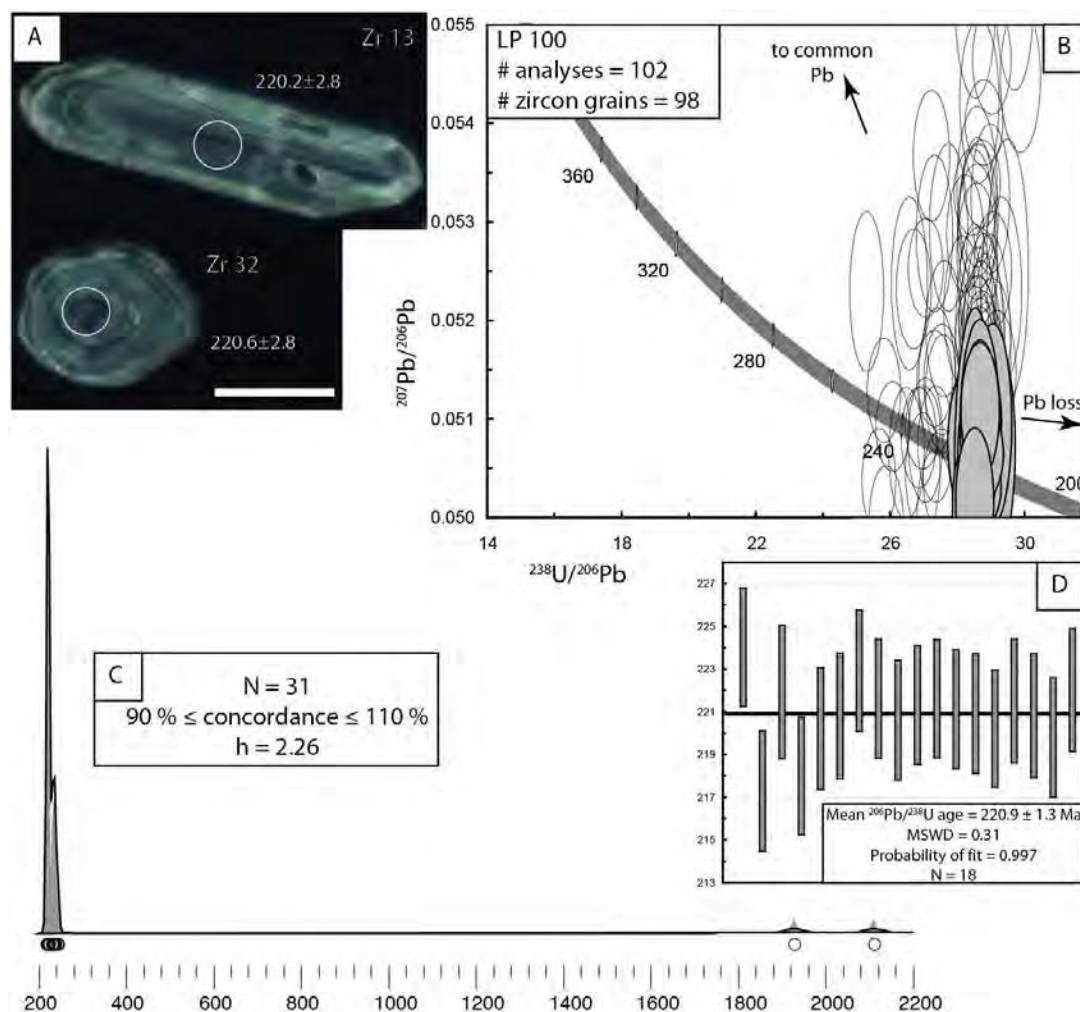 A
Zr 13
220.2±2.8
Zr 32
220.6±2.8
B
LP 100
# analyses = 102
# zircon grains = 98
to common
Pb
Pb loss
0.055
0.054
0.053
0.052
0.051
0.050
360
320
280
240
200
14 18 22 26 30
²⁰⁷Pb/²⁰⁶Pb
²³⁸U/²⁰⁶Pb
C
N = 31
90 % ≤ concordance ≤ 110 %
h = 2.26
D
227
225
223
221
219
217
215
213
Mean ²⁰⁶Pb/²³⁸U age = 220.9 ± 1.3 Ma
MSWD = 0.31
Probability of fit = 0.997
N = 18
200 400 600 800 1000 1200 1400 1600 1800 2000 2200